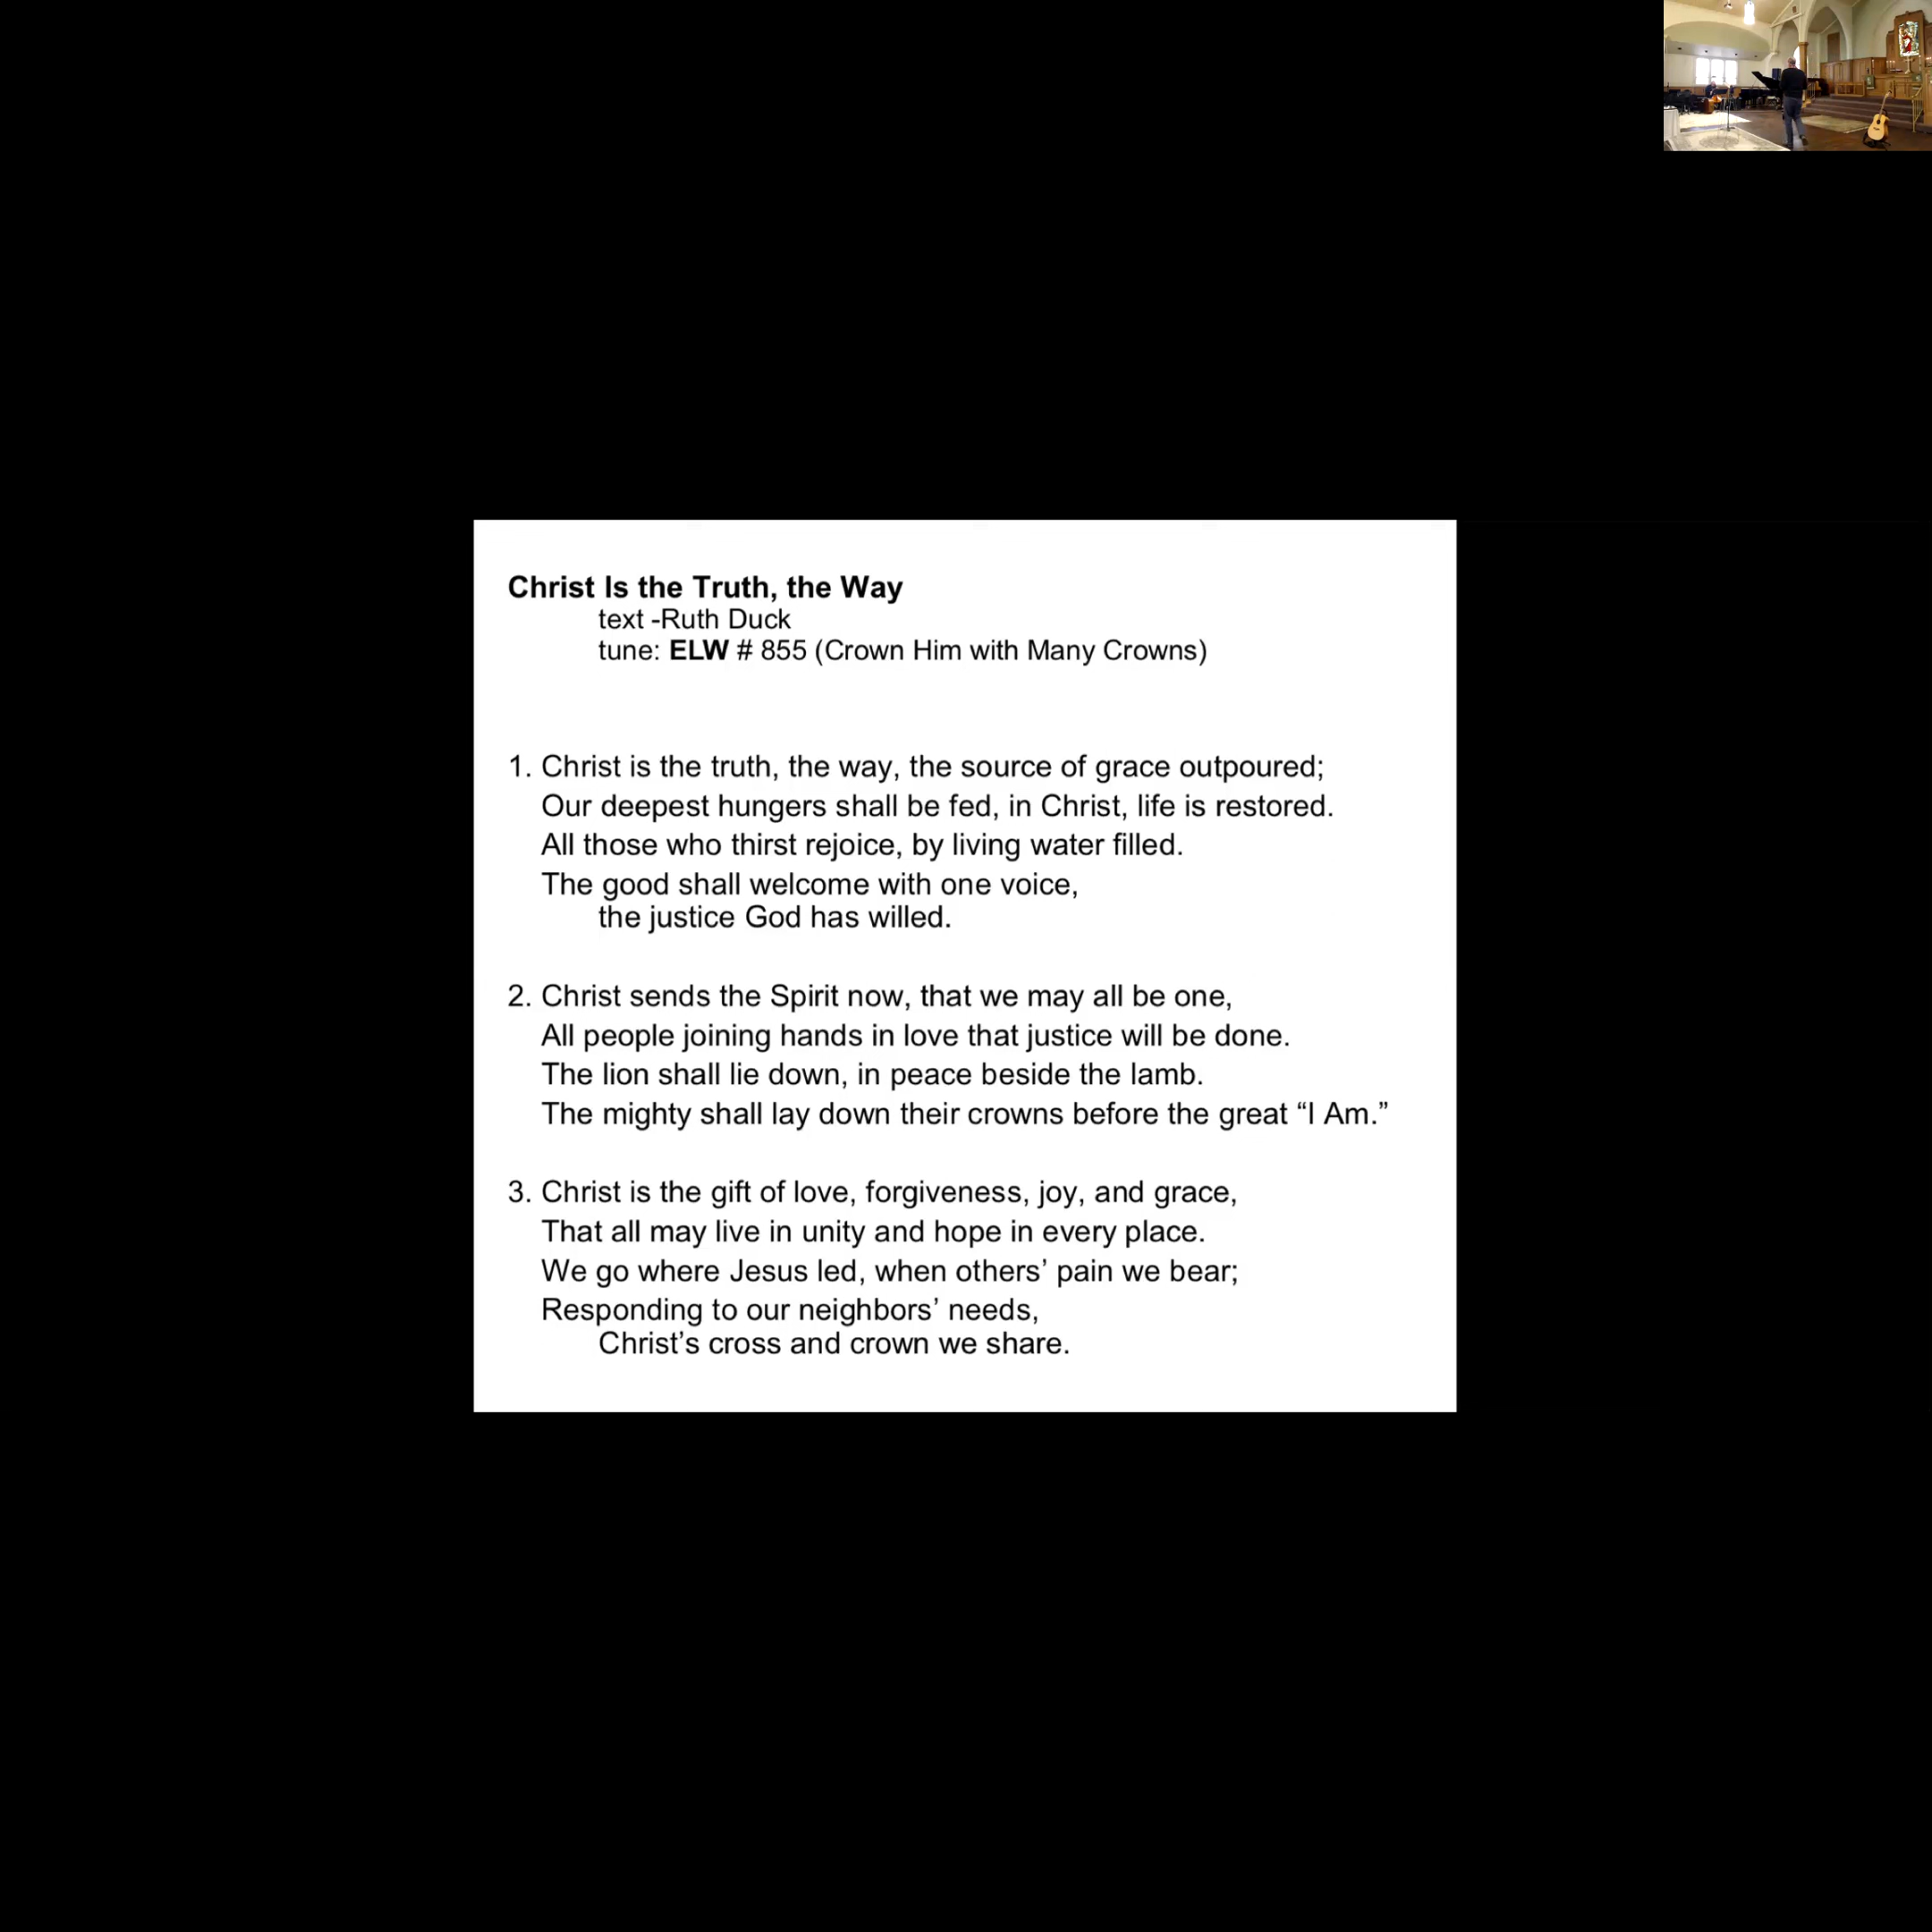 Christ Is the Truth, the Way
text -Ruth Duck
tune: ELW # 855 (Crown Him with Many Crowns)
1. Christ is the truth, the way, the source of grace outpoured;
Our deepest hungers shall be fed, in Christ, life is restored.
All those who thirst rejoice, by living water filled.
The good shall welcome with one voice,
the justice God has willed.
2. Christ sends the Spirit now, that we may all be one,
All people joining hands in love that justice will be done.
The lion shall lie down, in peace beside the lamb.
The mighty shall lay down their crowns before the great “I Am.”
3. Christ is the gift of love, forgiveness, joy, and grace,
That all may live in unity and hope in every place.
We go where Jesus led, when others’ pain we bear;
Responding to our neighbors’ needs,
Christ’s cross and crown we share.